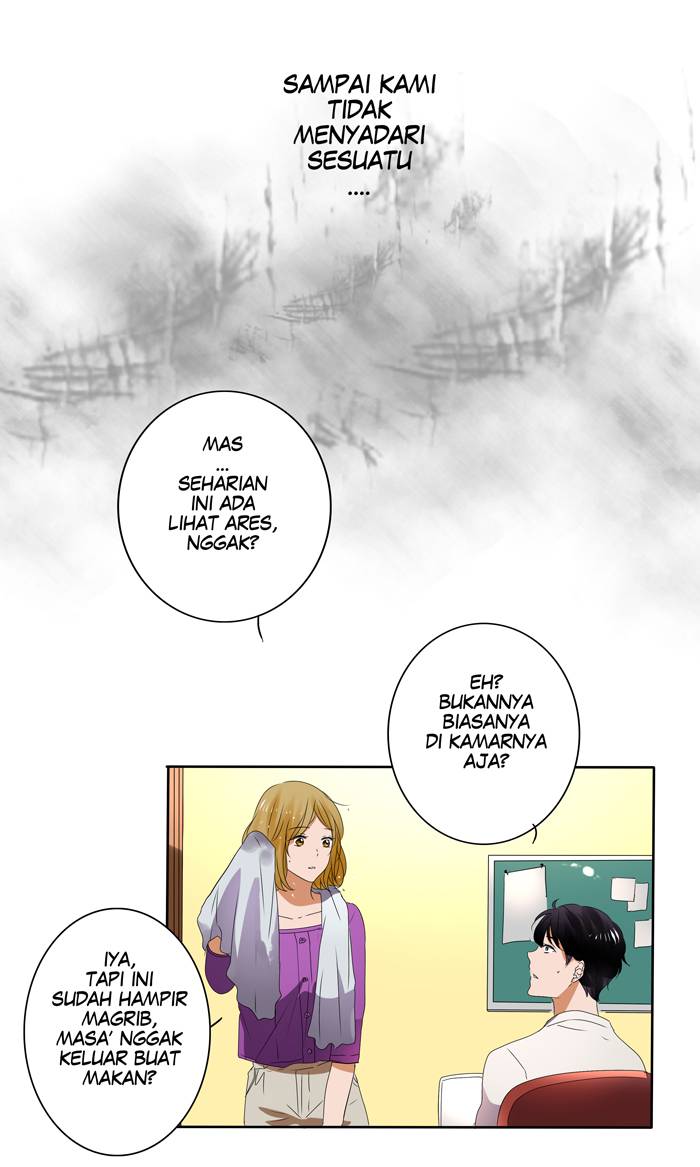 SAMPAI KAMI
TIDAK
MENYADARI
SESUATU
....
MAS
...
SEHARIAN
INI ADA
LIHAT ARES,
NGGAK?
EH?
BUKANNYA
BIASANYA
DI KAMARNYA
AJA?
IYA,
TAPI INI
SUDAH HAMPIR
MAGRIB,
MASA' NGGAK
KELUAR BUAT
MAKAN?